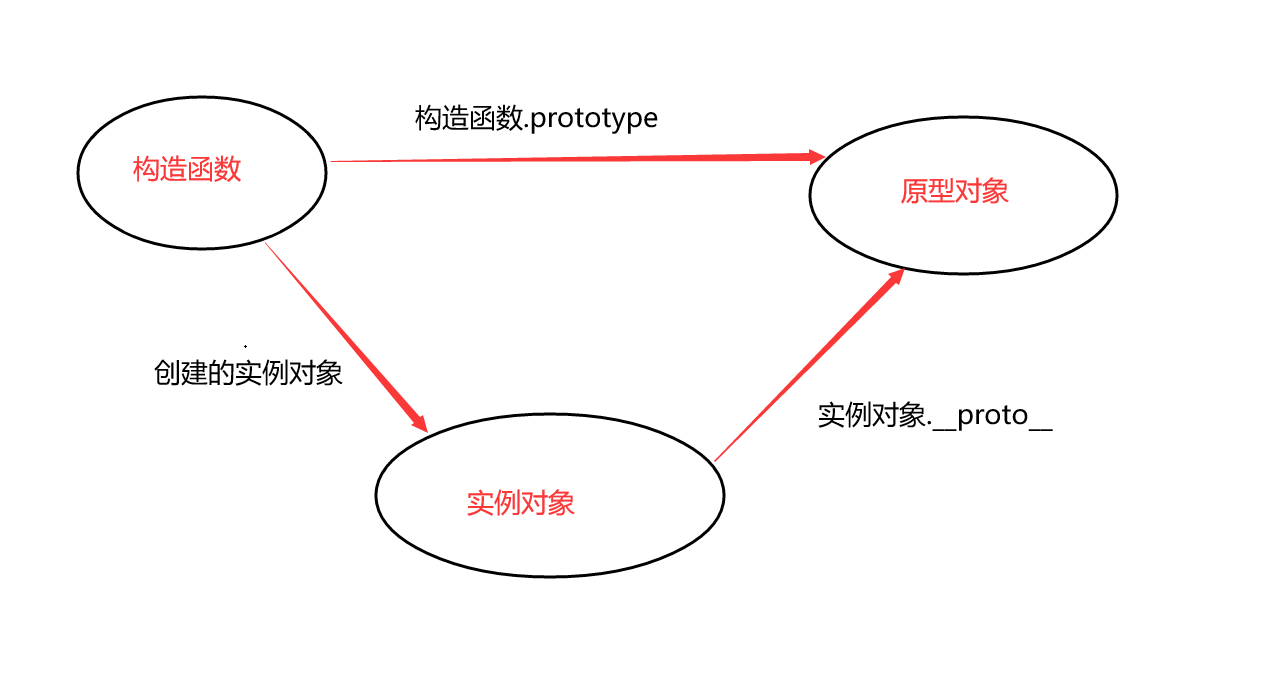 构造函数.prototype
构造函数
原型对象
创建的实例对象
实例对象.__proto__
实例对象